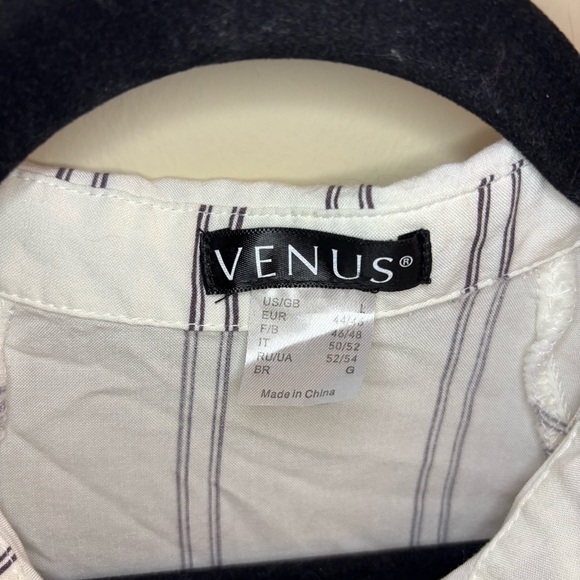 VENUS®
US/GB L
EUR 44/46
F/B 46/48
IT 50/52
RU/UA 52/54
BR G
Made in China